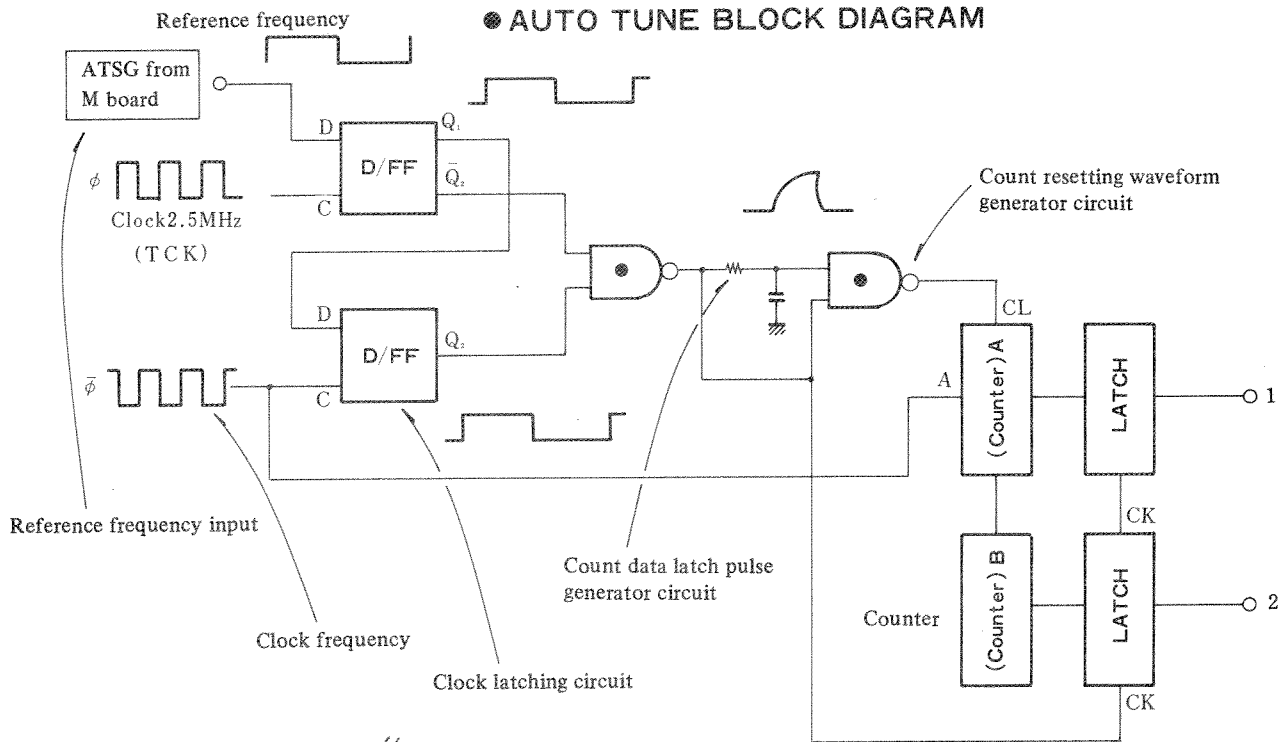 ● AUTO TUNE BLOCK DIAGRAM
Reference frequency
ATSG from
M board
D
Q₁
D/FF
Q̄₂
C
ϕ
Clock2.5MHz
(TCK)
Count resetting waveform
generator circuit
D
Q₂
D/FF
C
ϕ̄
CL
A
(Counter) A
LATCH
1
Reference frequency input
CK
Count data latch pulse
generator circuit
Counter
(Counter) B
LATCH
2
Clock frequency
Clock latching circuit
CK